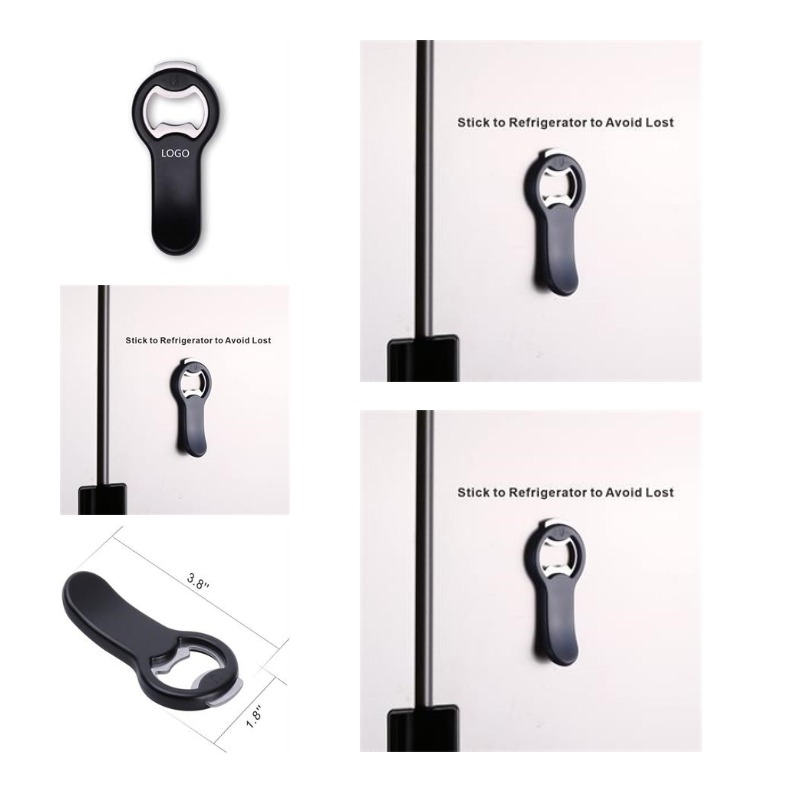 LOGO
Stick to Refrigerator to Avoid Lost
Stick to Refrigerator to Avoid Lost
3.8"
1.8"
Stick to Refrigerator to Avoid Lost